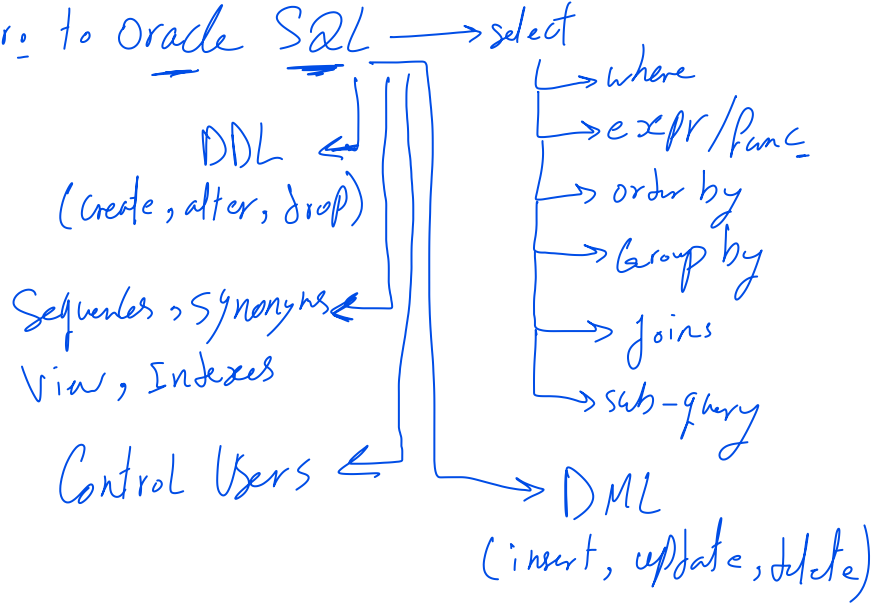 r. to Oracle SQL → select
where
expr/func
order by
Group by
joins
sub-query
DDL
(create, alter, drop)
Sequences, Synonyms
View, Indexes
Control Users
DML
(insert, update, delete)